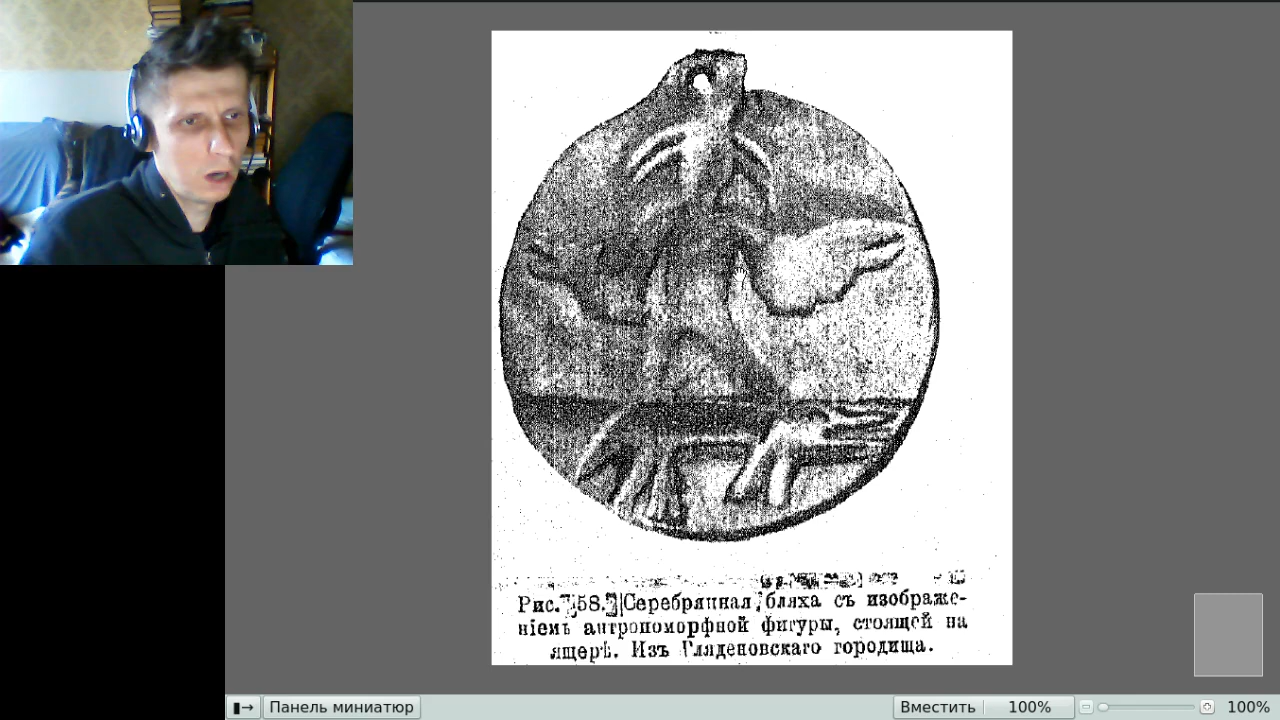 Рис. 58. Серебряная бляха съ изображе-
ніемъ антропоморфной фигуры, стоящей на
ящерѣ. Изъ Гляденовскаго городища.
Панель миниатюр
Вместить
100%
100%